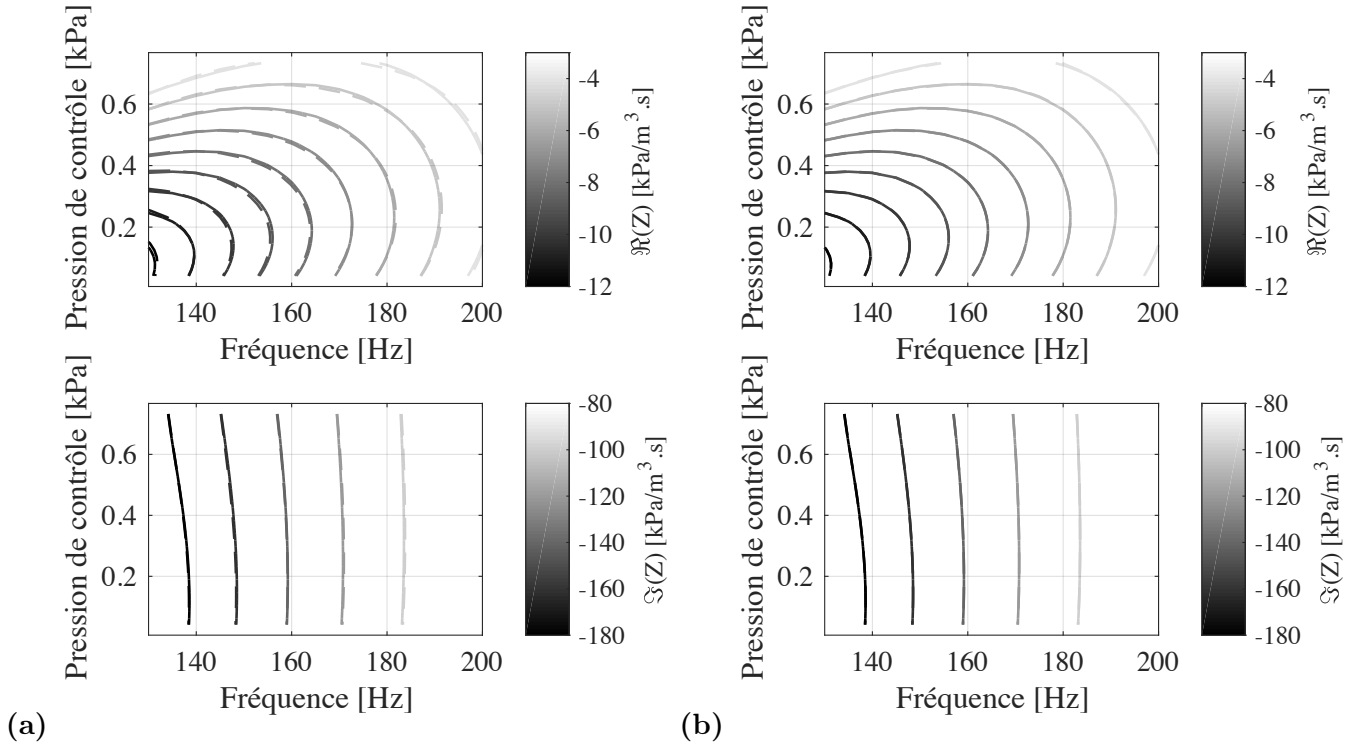 Pression de contrôle [kPa]
0.6
0.4
0.2
140 160 180 200
Fréquence [Hz]
-4
-6
-8
-10
-12
ℜ(Z) [kPa/m³.s]
Pression de contrôle [kPa]
0.6
0.4
0.2
140 160 180 200
Fréquence [Hz]
-4
-6
-8
-10
-12
ℜ(Z) [kPa/m³.s]
Pression de contrôle [kPa]
0.6
0.4
0.2
140 160 180 200
Fréquence [Hz]
-80
-100
-120
-140
-160
-180
ℑ(Z) [kPa/m³.s]
(a)
Pression de contrôle [kPa]
0.6
0.4
0.2
140 160 180 200
Fréquence [Hz]
-80
-100
-120
-140
-160
-180
ℑ(Z) [kPa/m³.s]
(b)